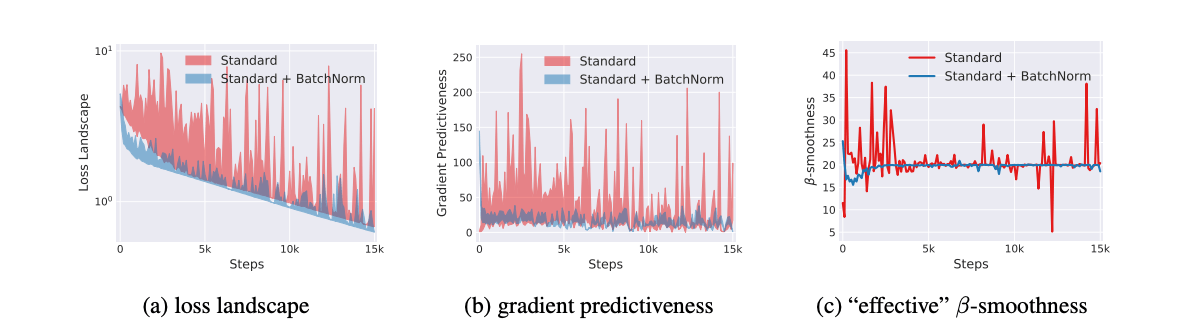 Loss Landscape
10¹
10⁰
Standard
Standard + BatchNorm
0
5k
10k
15k
Steps
(a) loss landscape
Gradient Predictiveness
250
200
150
100
50
0
Standard
Standard + BatchNorm
0
5k
10k
15k
Steps
(b) gradient predictiveness
β-smoothness
45
40
35
30
25
20
15
10
5
Standard
Standard + BatchNorm
0
5k
10k
15k
Steps
(c) “effective” β-smoothness